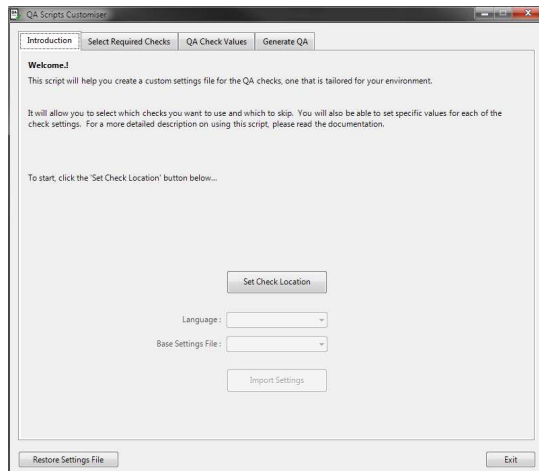 QA Scripts Customiser
Introduction
Select Required Checks
QA Check Values
Generate QA
Welcome.!
This script will help you create a custom settings file for the QA checks, one that is tailored for your environment.
It will allow you to select which checks you want to use and which to skip. You will also be able to set specific values for each of the
check settings. For a more detailed description on using this script, please read the documentation.
To start, click the 'Set Check Location' button below...
Set Check Location
Language :
Base Settings File :
Import Settings
Restore Settings File
Exit